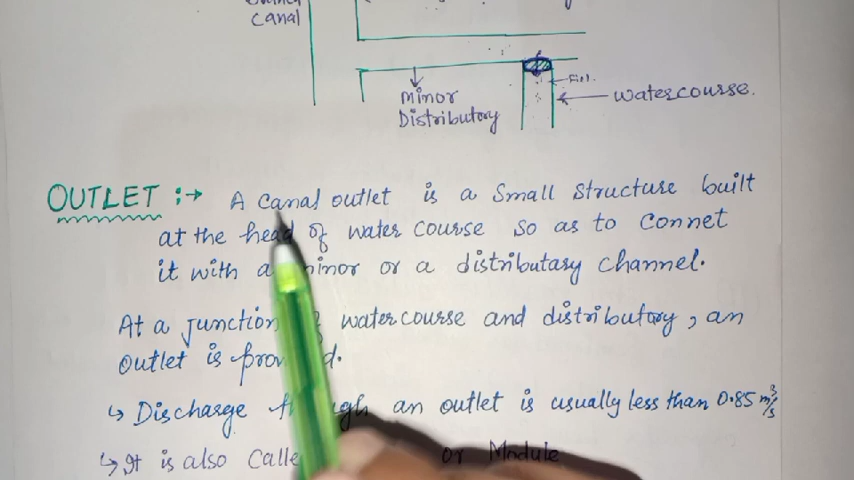 canal
Minor
Distributory
watercourse.
OUTLET :→ A canal outlet is a small structure built
at the head of water course so as to connet
it with a minor or a distributary channel.
At a junction watercourse and distributory, an
outlet is
↳ Discharge an outlet is usually less than 0.85 m³/s
↳ It is also or Module